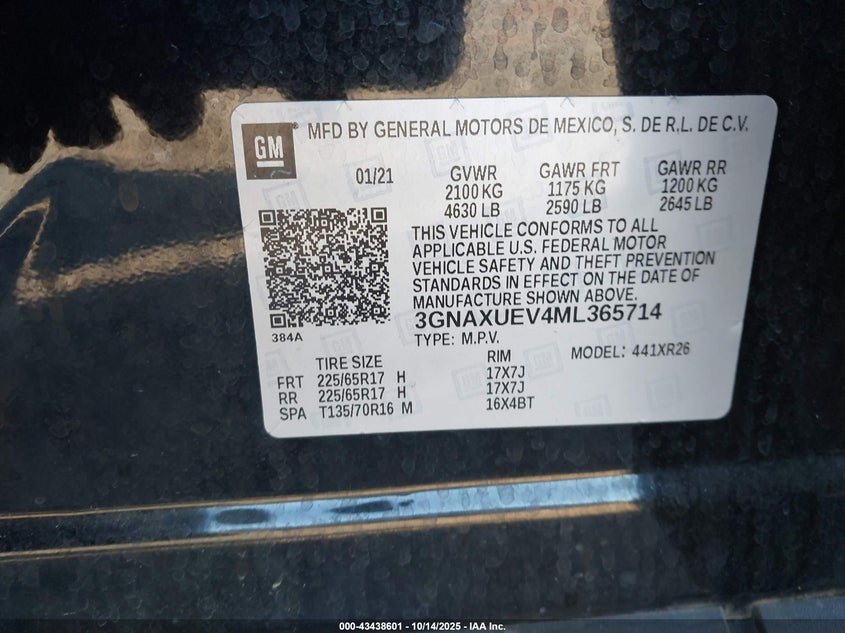 GM
MFD BY GENERAL MOTORS DE MEXICO, S. DE R.L. DE C.V.
01/21 GVWR GAWR FRT GAWR RR
2100 KG 1175 KG 1200 KG
4630 LB 2590 LB 2645 LB
THIS VEHICLE CONFORMS TO ALL
APPLICABLE U.S. FEDERAL MOTOR
VEHICLE SAFETY AND THEFT PREVENTION
STANDARDS IN EFFECT ON THE DATE OF
MANUFACTURE SHOWN ABOVE.
3GNAXUEV4ML365714
384A
TYPE: M.P.V. MODEL: 441XR26
TIRE SIZE RIM
FRT 225/65R17 H 17X7J
RR 225/65R17 H 17X7J
SPA T135/70R16 M 16X4BT
000-43438601 - 10/14/2025 - IAA Inc.